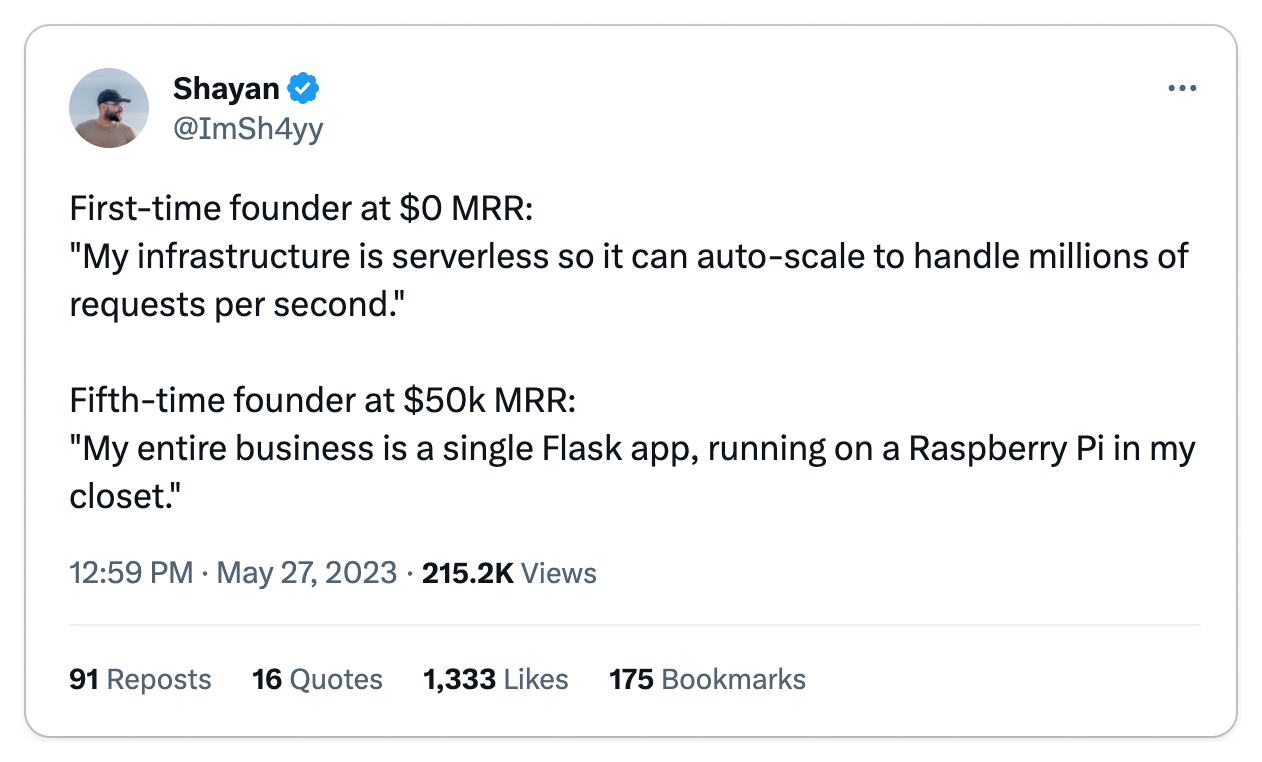 Shayan
@ImSh4yy
First-time founder at $0 MRR:
"My infrastructure is serverless so it can auto-scale to handle millions of
requests per second."
Fifth-time founder at $50k MRR:
"My entire business is a single Flask app, running on a Raspberry Pi in my
closet."
12:59 PM · May 27, 2023 · 215.2K Views
91 Reposts 16 Quotes 1,333 Likes 175 Bookmarks